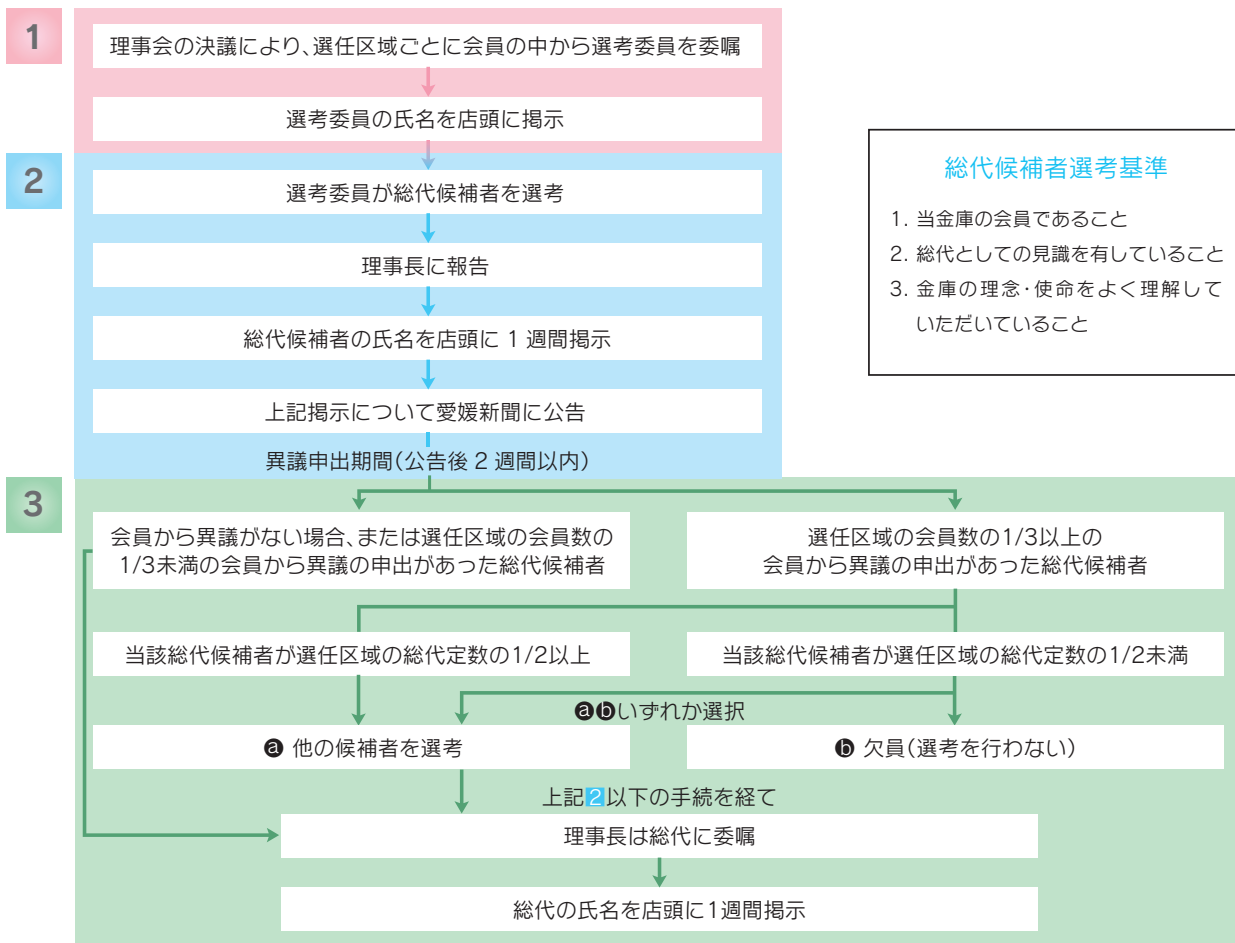 1
理事会の決議により、選任区域ごとに会員の中から選考委員を委嘱
選考委員の氏名を店頭に掲示
2
選考委員が総代候補者を選考
理事長に報告
総代候補者の氏名を店頭に 1 週間掲示
上記掲示について愛媛新聞に公告
異議申出期間(公告後 2 週間以内)
総代候補者選考基準
1. 当金庫の会員であること
2. 総代としての見識を有していること
3. 金庫の理念・使命をよく理解して
いただいていること
3
会員から異議がない場合、または選任区域の会員数の
1/3未満の会員から異議の申出があった総代候補者
選任区域の会員数の1/3以上の
会員から異議の申出があった総代候補者
当該総代候補者が選任区域の総代定数の1/2以上
当該総代候補者が選任区域の総代定数の1/2未満
ⓐⓑいずれか選択
ⓐ 他の候補者を選考
ⓑ 欠員(選考を行わない)
上記2以下の手続を経て
理事長は総代に委嘱
総代の氏名を店頭に1週間掲示